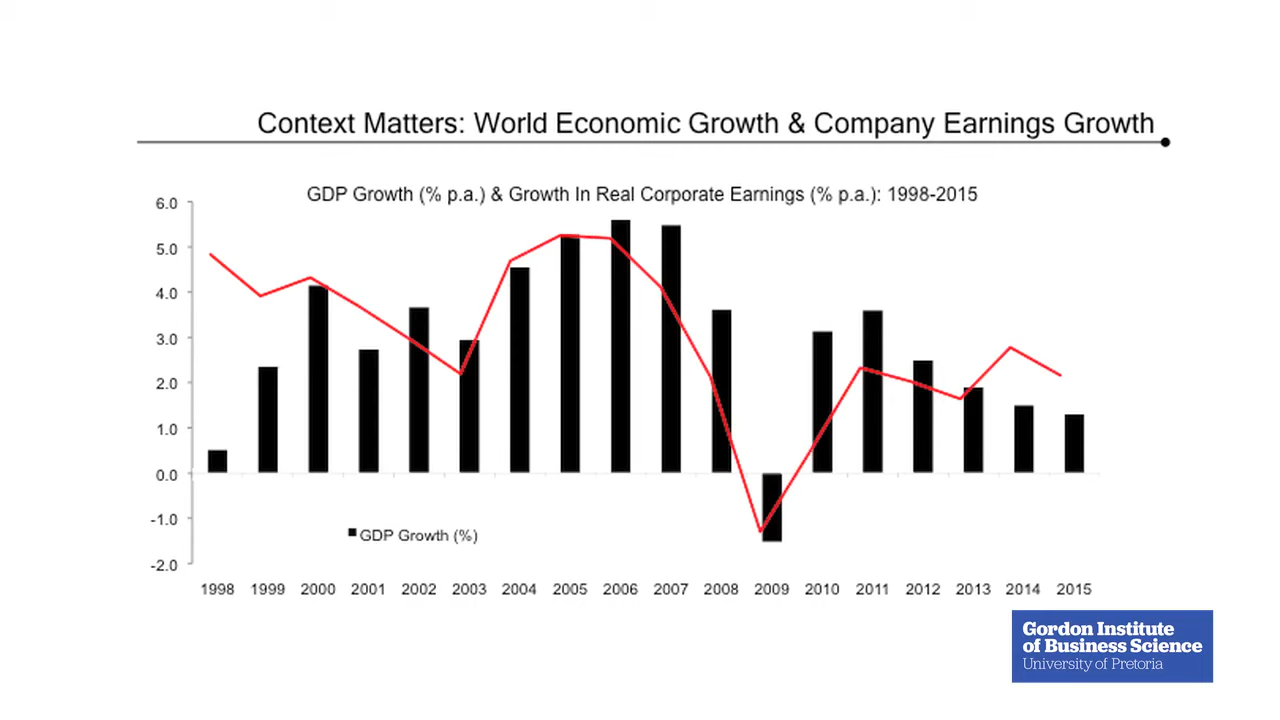 Context Matters: World Economic Growth & Company Earnings Growth
GDP Growth (% p.a.) & Growth In Real Corporate Earnings (% p.a.): 1998-2015
6.0
5.0
4.0
3.0
2.0
1.0
0.0
-1.0
-2.0
GDP Growth (%)
1998 1999 2000 2001 2002 2003 2004 2005 2006 2007 2008 2009 2010 2011 2012 2013 2014 2015
Gordon Institute
of Business Science
University of Pretoria